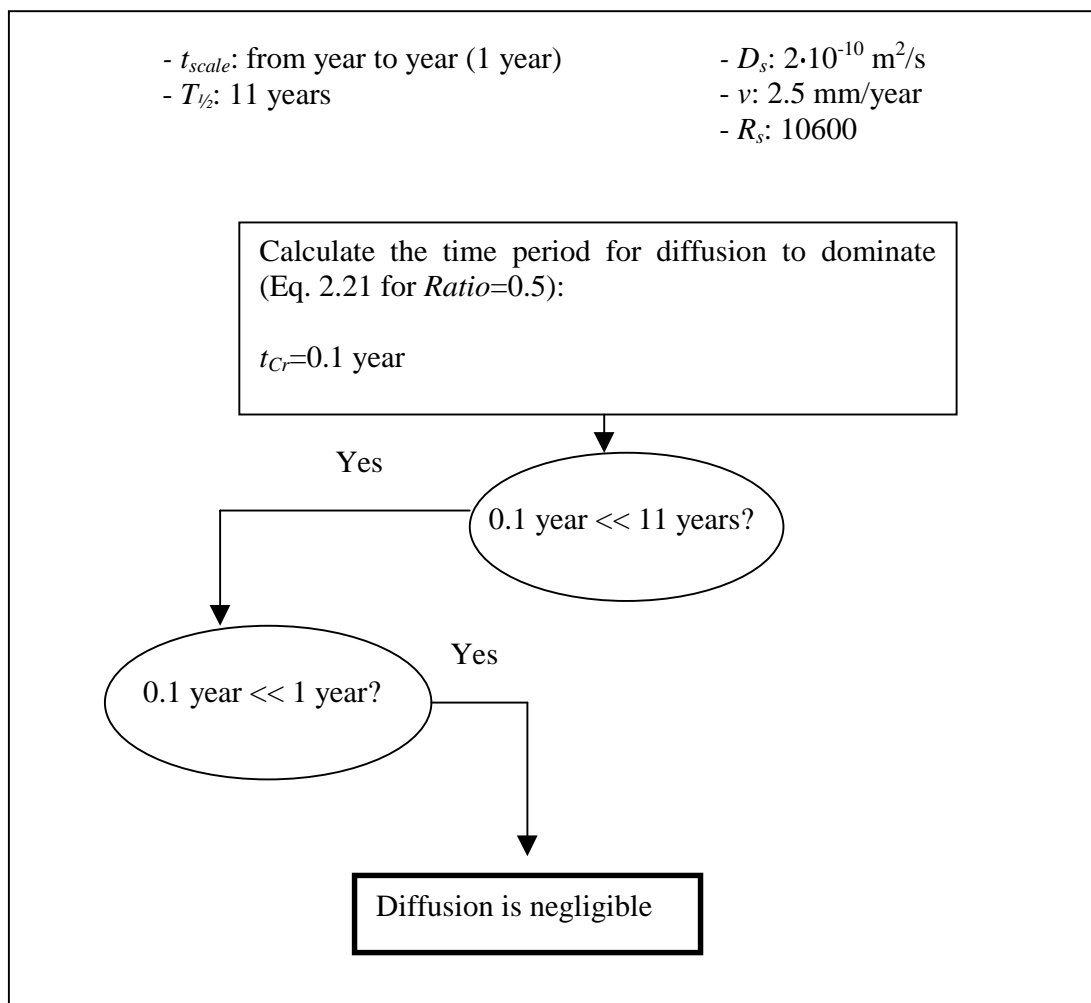 - t_scale: from year to year (1 year)
- T_½: 11 years
- D_s: 2·10^-10 m^2/s
- v: 2.5 mm/year
- R_s: 10600
Calculate the time period for diffusion to dominate
(Eq. 2.21 for Ratio=0.5):
t_Cr=0.1 year
Yes
0.1 year << 11 years?
Yes
0.1 year << 1 year?
Diffusion is negligible